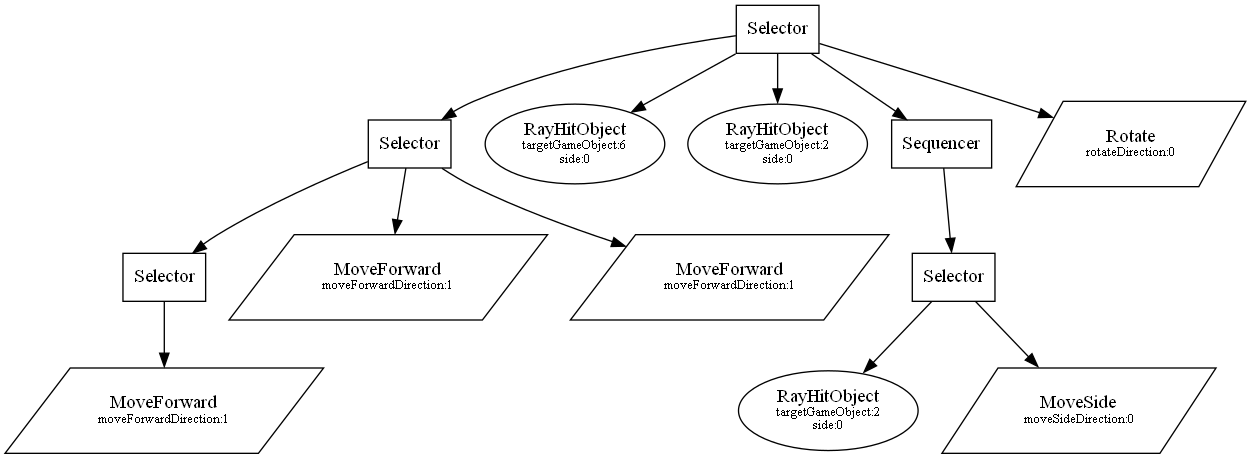 Selector
Selector
RayHitObject
targetGameObject:6
side:0
RayHitObject
targetGameObject:2
side:0
Sequencer
Rotate
rotateDirection:0
Selector
MoveForward
moveForwardDirection:1
MoveForward
moveForwardDirection:1
Selector
MoveForward
moveForwardDirection:1
RayHitObject
targetGameObject:2
side:0
MoveSide
moveSideDirection:0